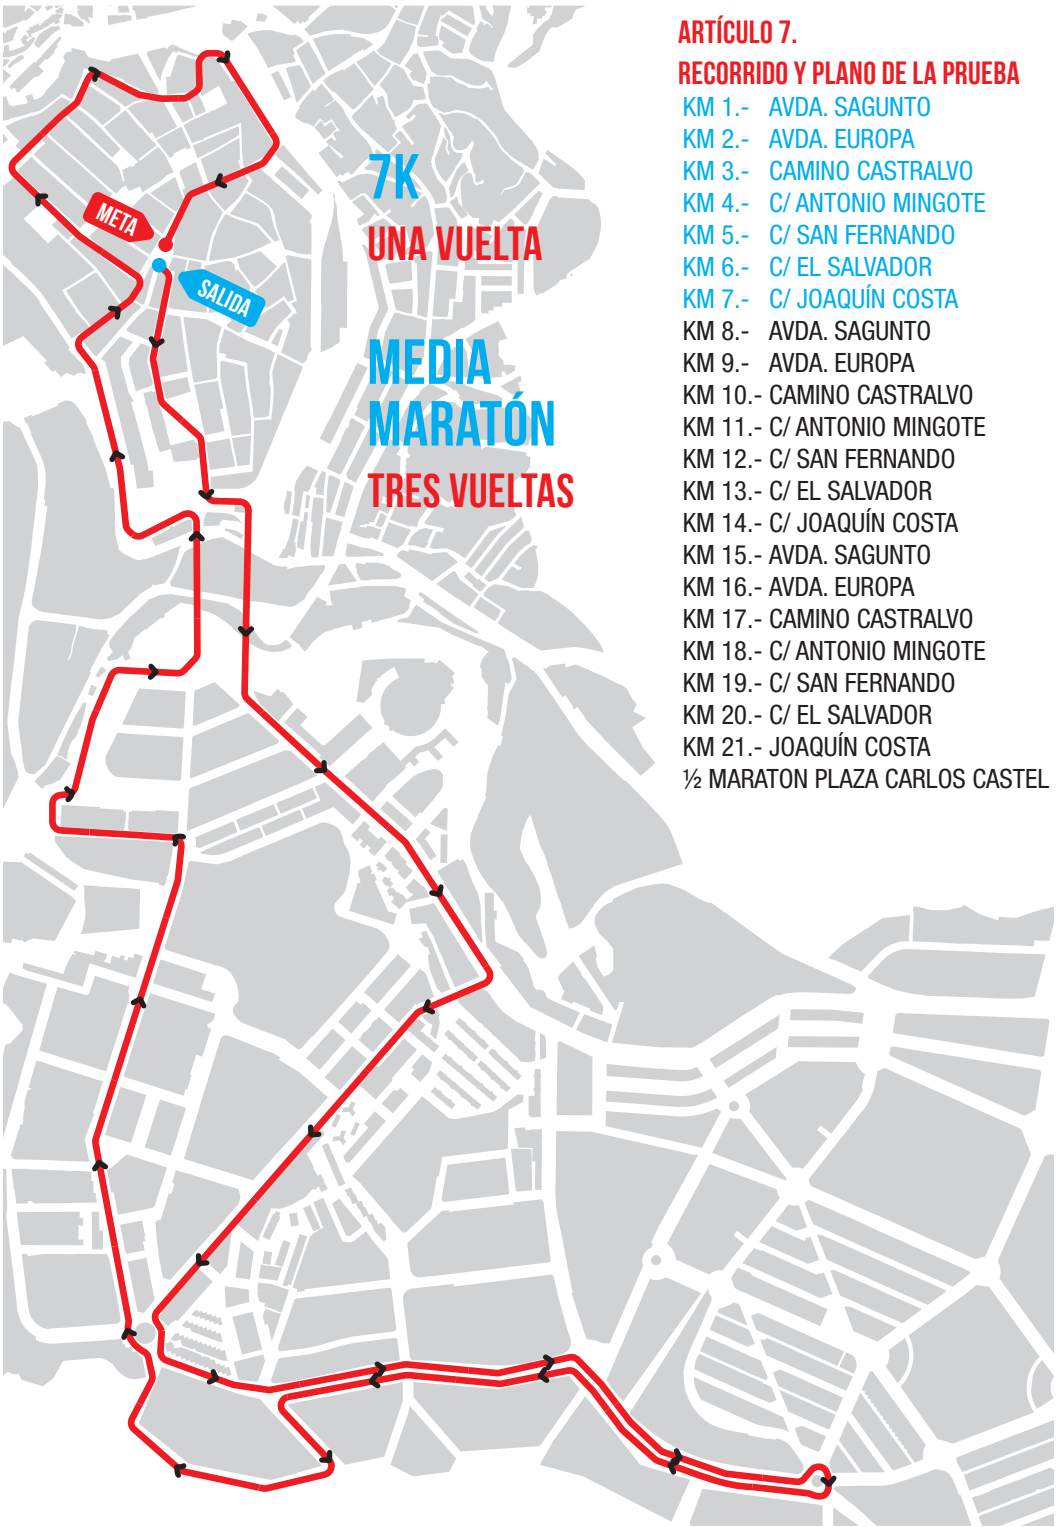 ARTÍCULO 7.
RECORRIDO Y PLANO DE LA PRUEBA
KM 1.- AVDA. SAGUNTO
KM 2.- AVDA. EUROPA
KM 3.- CAMINO CASTRALVO
KM 4.- C/ ANTONIO MINGOTE
KM 5.- C/ SAN FERNANDO
KM 6.- C/ EL SALVADOR
KM 7.- C/ JOAQUÍN COSTA
KM 8.- AVDA. SAGUNTO
KM 9.- AVDA. EUROPA
KM 10.- CAMINO CASTRALVO
KM 11.- C/ ANTONIO MINGOTE
KM 12.- C/ SAN FERNANDO
KM 13.- C/ EL SALVADOR
KM 14.- C/ JOAQUÍN COSTA
KM 15.- AVDA. SAGUNTO
KM 16.- AVDA. EUROPA
KM 17.- CAMINO CASTRALVO
KM 18.- C/ ANTONIO MINGOTE
KM 19.- C/ SAN FERNANDO
KM 20.- C/ EL SALVADOR
KM 21.- JOAQUÍN COSTA
½ MARATON PLAZA CARLOS CASTEL
7K
UNA VUELTA
MEDIA
MARATÓN
TRES VUELTAS
META
SALIDA